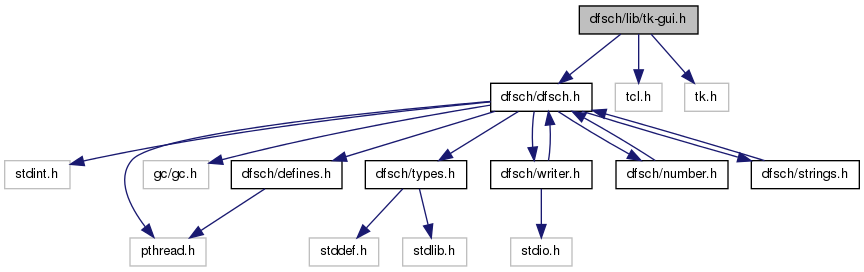 dfsch/lib/tk-gui.h
dfsch/dfsch.h
tcl.h
tk.h
stdint.h
gc/gc.h
dfsch/defines.h
dfsch/types.h
dfsch/writer.h
dfsch/number.h
dfsch/strings.h
pthread.h
stddef.h
stdlib.h
stdio.h